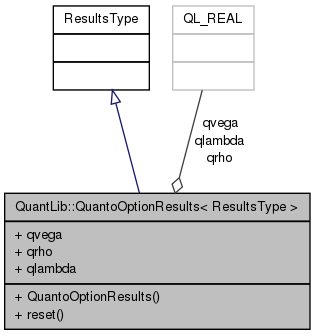 ResultsType
QL_REAL
qvega
qlambda
qrho
QuantLib::QuantoOptionResults< ResultsType >
+ qvega
+ qrho
+ qlambda
+ QuantoOptionResults()
+ reset()